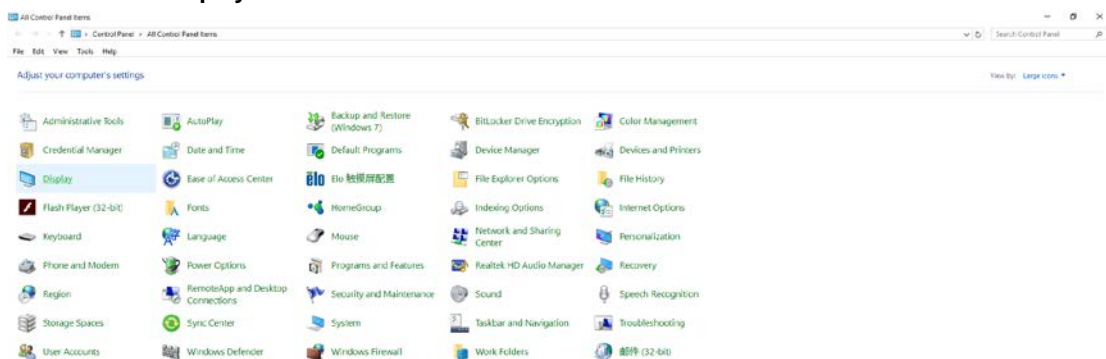 All Control Panel Items
Control Panel › All Control Panel Items
Search Control Panel
File Edit View Tools Help
Adjust your computer's settings
View by: Large icons
Administrative Tools
AutoPlay
Backup and Restore
(Windows 7)
BitLocker Drive Encryption
Color Management
Credential Manager
Date and Time
Default Programs
Device Manager
Devices and Printers
Display
Ease of Access Center
elo
Elo 触摸屏配置
File Explorer Options
File History
Flash Player (32-bit)
Fonts
HomeGroup
Indexing Options
Internet Options
Keyboard
Language
Mouse
Network and Sharing
Center
Personalization
Phone and Modem
Power Options
Programs and Features
Realtek HD Audio Manager
Recovery
Region
RemoteApp and Desktop
Connections
Security and Maintenance
Sound
Speech Recognition
Storage Spaces
Sync Center
System
Taskbar and Navigation
Troubleshooting
User Accounts
Windows Defender
Windows Firewall
Work Folders
邮件 (32-bit)